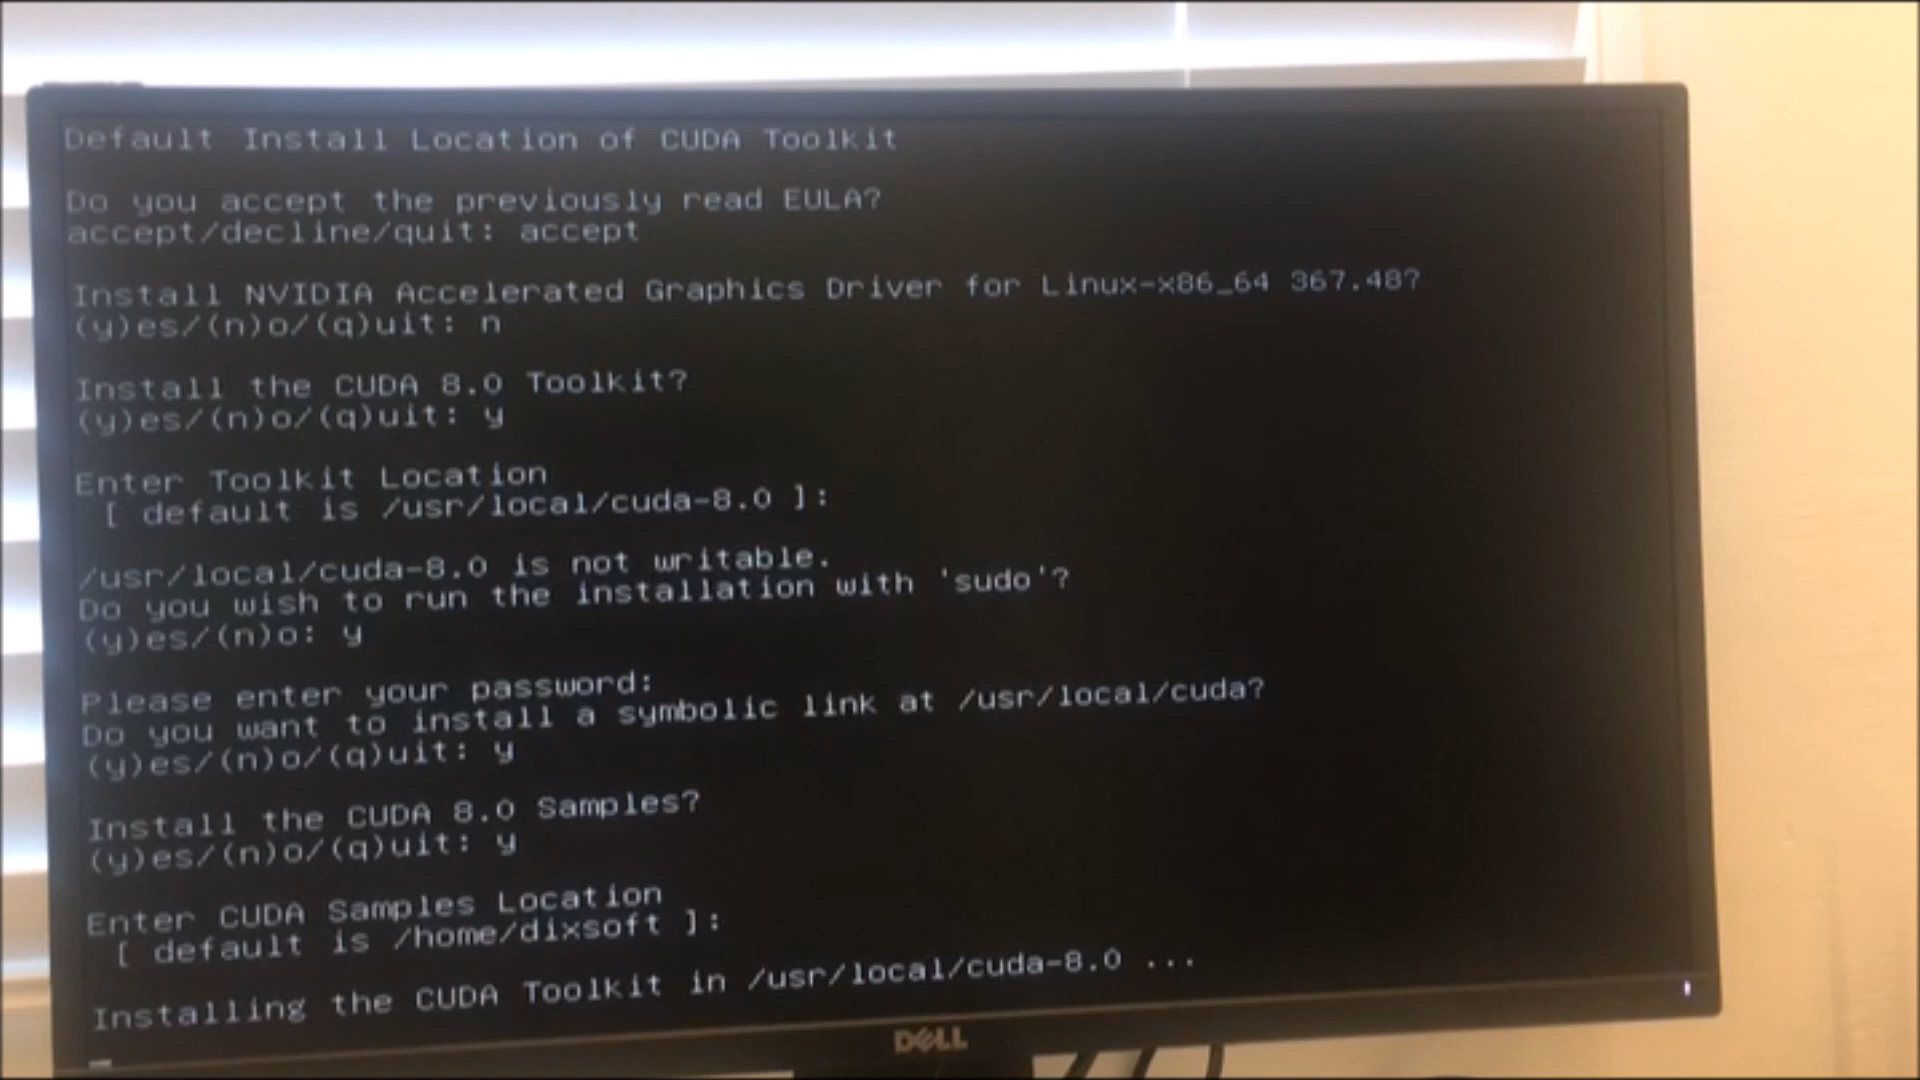 Default Install Location of CUDA Toolkit
Do you accept the previously read EULA?
accept/decline/quit: accept
Install NVIDIA Accelerated Graphics Driver for Linux-x86_64 367.48?
(y)es/(n)o/(q)uit: n
Install the CUDA 8.0 Toolkit?
(y)es/(n)o/(q)uit: y
Enter Toolkit Location
[ default is /usr/local/cuda-8.0 ]:
/usr/local/cuda-8.0 is not writable.
Do you wish to run the installation with 'sudo'?
(y)es/(n)o: y
Please enter your password:
Do you want to install a symbolic link at /usr/local/cuda?
(y)es/(n)o/(q)uit: y
Install the CUDA 8.0 Samples?
(y)es/(n)o/(q)uit: y
Enter CUDA Samples Location
[ default is /home/dixsoft ]:
Installing the CUDA Toolkit in /usr/local/cuda-8.0 ...
DELL